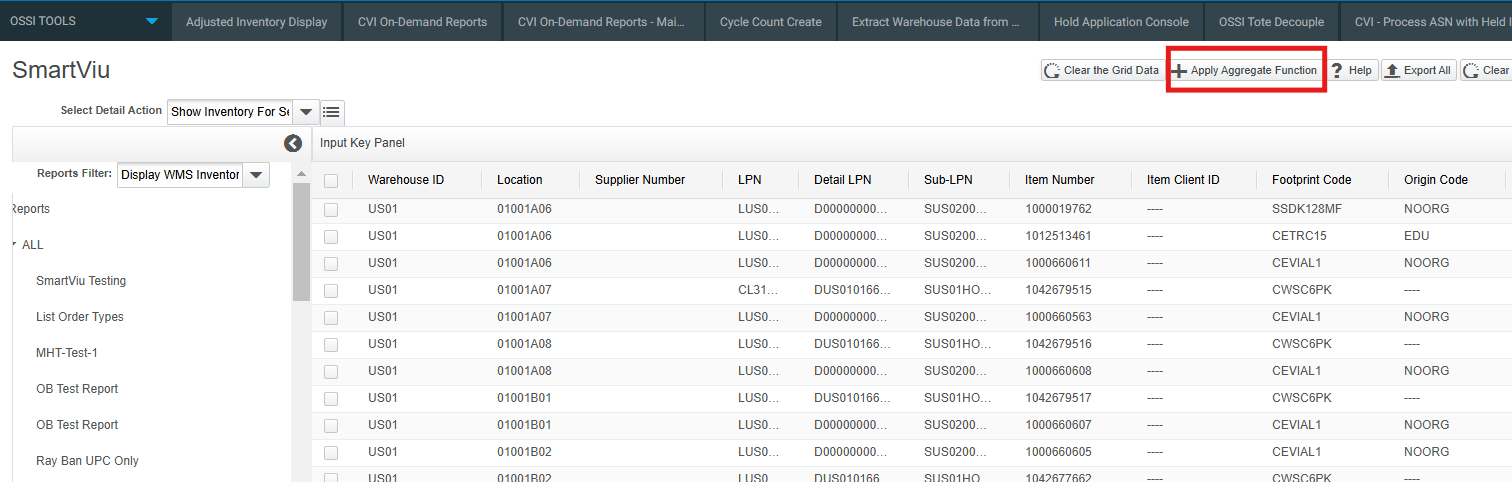 OSSI TOOLS Adjusted Inventory Display CVI On-Demand Reports CVI On-Demand Reports - Mai... Cycle Count Create Extract Warehouse Data from ... Hold Application Console OSSI Tote Decouple CVI - Process ASN with Held I
SmartViu
Clear the Grid Data Apply Aggregate Function ? Help Export All Clear
Select Detail Action Show Inventory For Se
Input Key Panel
Reports Filter: Display WMS Inventor
Reports
ALL
SmartViu Testing
List Order Types
MHT-Test-1
OB Test Report
OB Test Report
Ray Ban UPC Only
Warehouse ID Location Supplier Number LPN Detail LPN Sub-LPN Item Number Item Client ID Footprint Code Origin Code
US01 01001A06 LUS0... D00000000... SUS0200... 1000019762 ---- SSDK128MF NOORG
US01 01001A06 LUS0... D00000000... SUS0200... 1012513461 ---- CETRC15 EDU
US01 01001A06 LUS0... D00000000... SUS0200... 1000660611 ---- CEVIAL1 NOORG
US01 01001A07 CL31... DUS010166... SUS01HO... 1042679515 ---- CWSC6PK ----
US01 01001A07 LUS0... D00000000... SUS0200... 1000660563 ---- CEVIAL1 NOORG
US01 01001A08 LUS0... DUS010166... SUS01HO... 1042679516 ---- CWSC6PK ----
US01 01001A08 LUS0... D00000000... SUS0200... 1000660608 ---- CEVIAL1 NOORG
US01 01001B01 LUS0... DUS010166... SUS01HO... 1042679517 ---- CWSC6PK ----
US01 01001B01 LUS0... D00000000... SUS0200... 1000660607 ---- CEVIAL1 NOORG
US01 01001B02 LUS0... D00000000... SUS0200... 1000660605 ---- CEVIAL1 NOORG
US01 01001B02 LUS0 DUS010166 SUS01HO 1042677662 ---- CWSC6PK